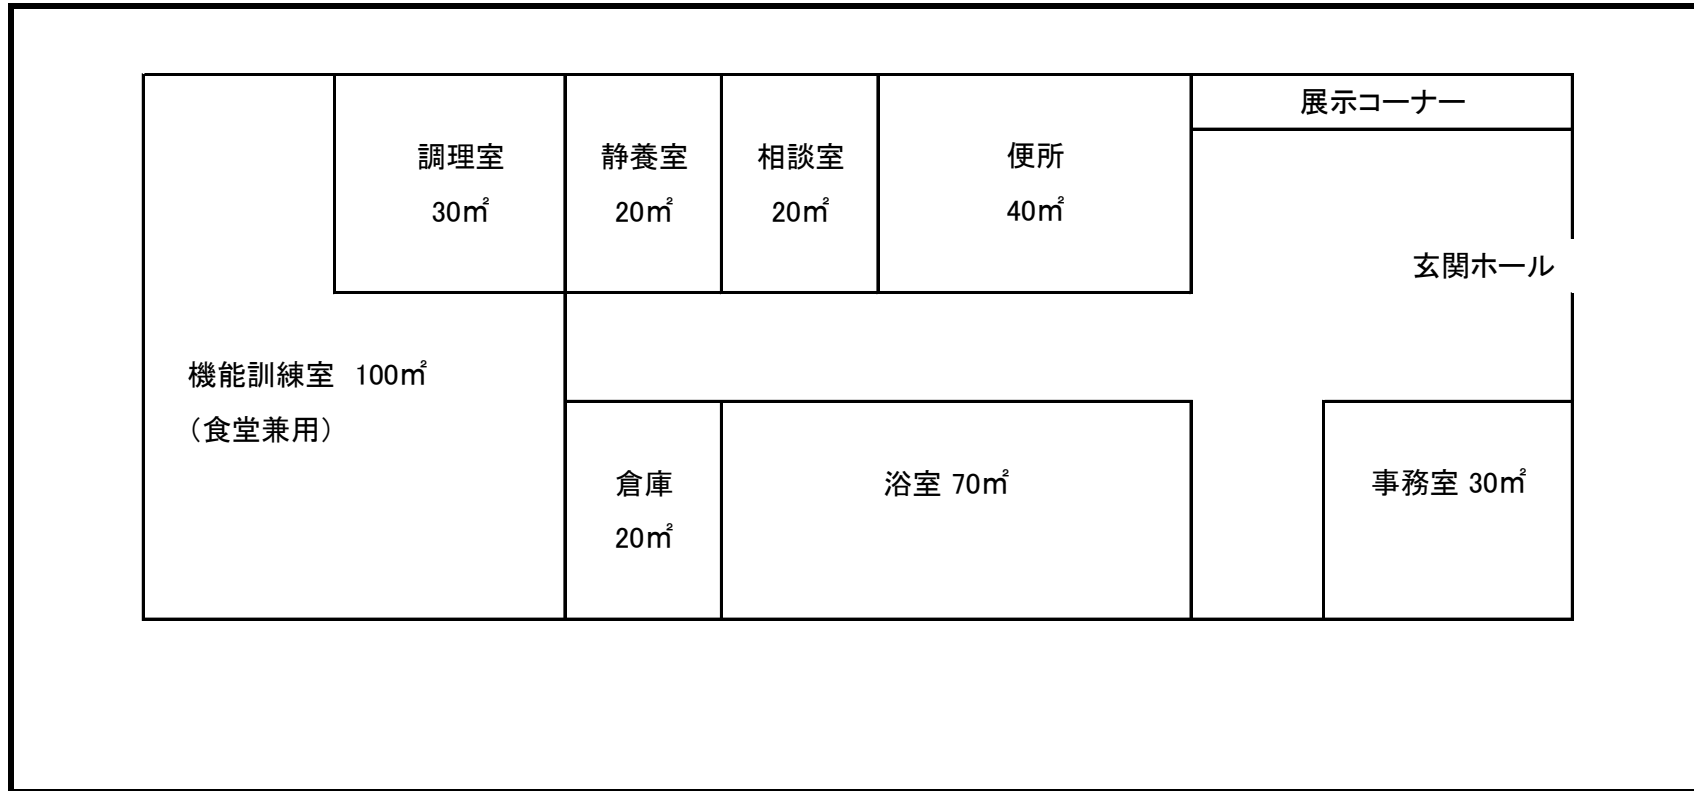 展示コーナー
調理室
30㎡
静養室
20㎡
相談室
20㎡
便所
40㎡
玄関ホール
機能訓練室　100㎡
（食堂兼用）
倉庫
20㎡
浴室 70㎡
事務室 30㎡